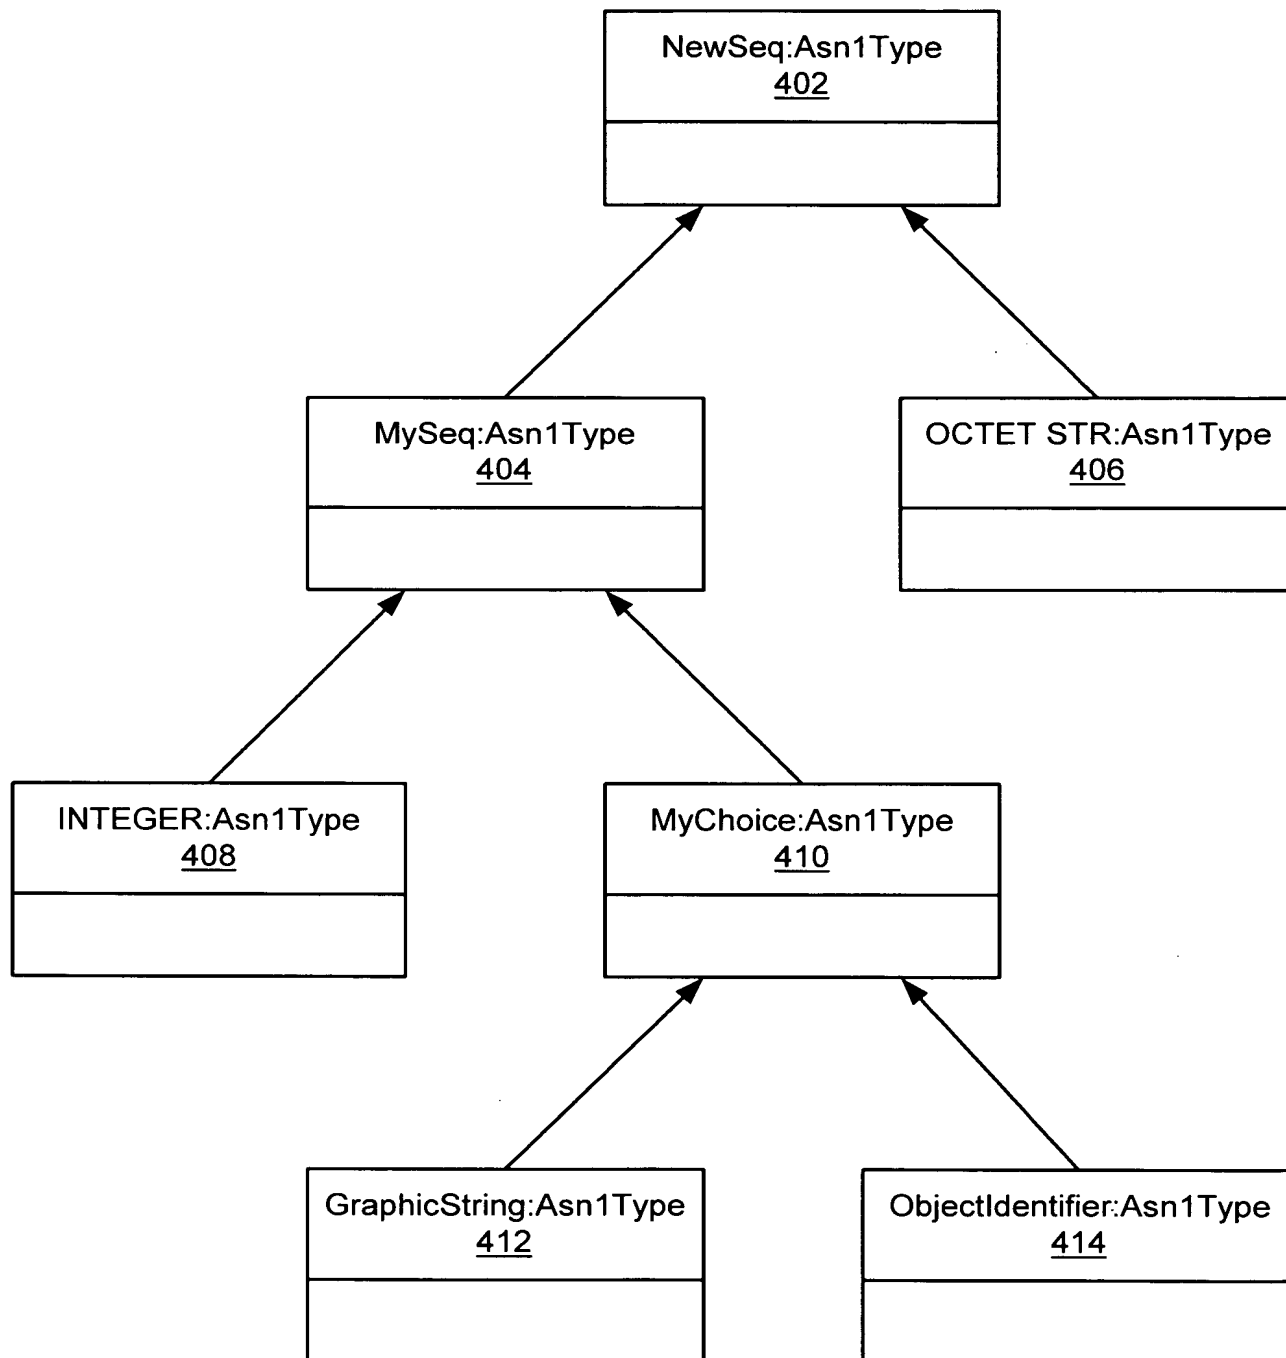 NewSeq:Asn1Type
402
MySeq:Asn1Type
404
OCTET STR:Asn1Type
406
INTEGER:Asn1Type
408
MyChoice:Asn1Type
410
GraphicString:Asn1Type
412
ObjectIdentifier:Asn1Type
414